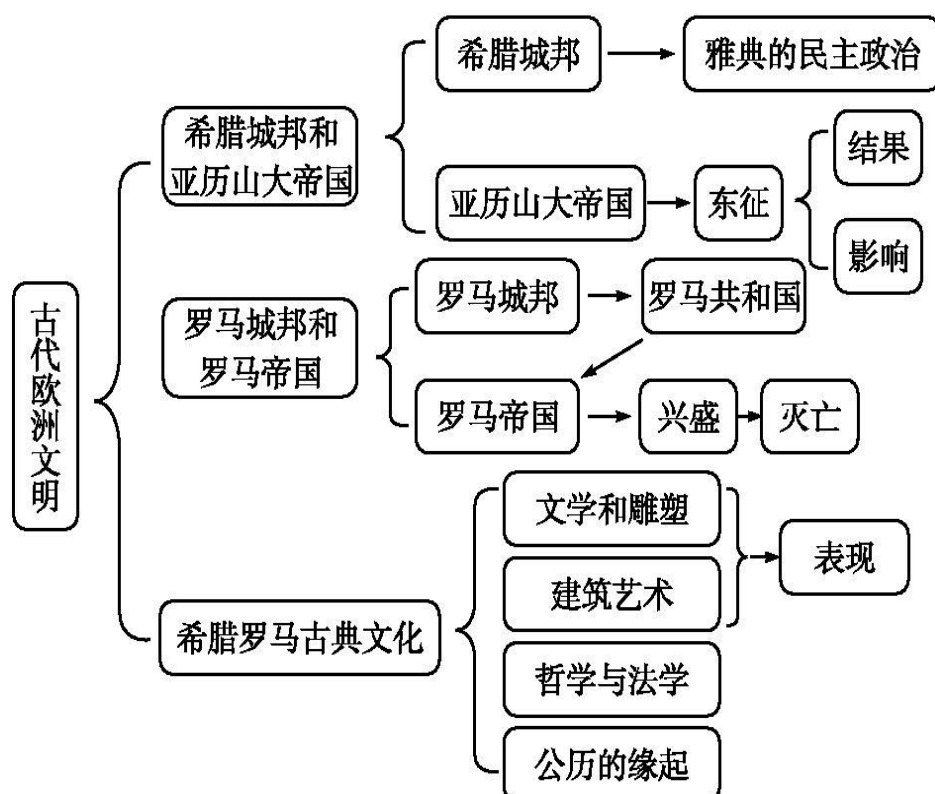 古代欧洲文明
希腊城邦和
亚历山大帝国
希腊城邦
雅典的民主政治
亚历山大帝国
东征
结果
影响
罗马城邦和
罗马帝国
罗马城邦
罗马共和国
罗马帝国
兴盛
灭亡
希腊罗马古典文化
文学和雕塑
建筑艺术
表现
哲学与法学
公历的缘起